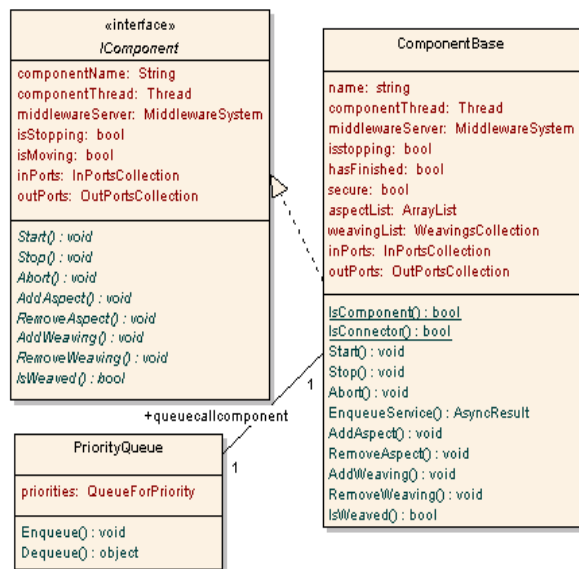 «interface»
IComponent
componentName: String
componentThread: Thread
middlewareServer: MiddlewareSystem
isStopping: bool
isMoving: bool
inPorts: InPortsCollection
outPorts: OutPortsCollection
Start() : void
Stop() : void
Abort() : void
AddAspect() : void
RemoveAspect() : void
AddWeaving() : void
RemoveWeaving() : void
IsWeaved() : bool
ComponentBase
name: string
componentThread: Thread
middlewareServer: MiddlewareSystem
isstopping: bool
hasFinished: bool
secure: bool
aspectList: ArrayList
weavingList: WeavingsCollection
inPorts: InPortsCollection
outPorts: OutPortsCollection
IsComponent() : bool
IsConnector() : bool
Start() : void
Stop() : void
Abort() : void
EnqueueService() : AsyncResult
AddAspect() : void
RemoveAspect() : void
AddWeaving() : void
RemoveWeaving() : void
IsWeaved() : bool
1
+queuecallcomponent
1
PriorityQueue
priorities: QueueForPriority
Enqueue() : void
Dequeue() : object